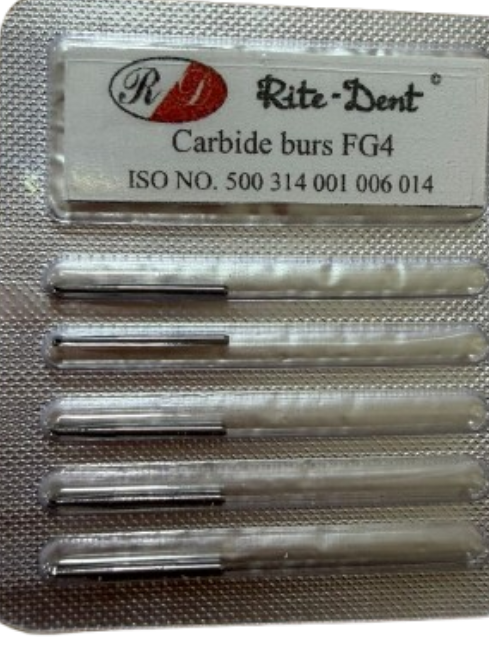 RD Rite-Dent©
Carbide burs FG4
ISO NO. 500 314 001 006 014